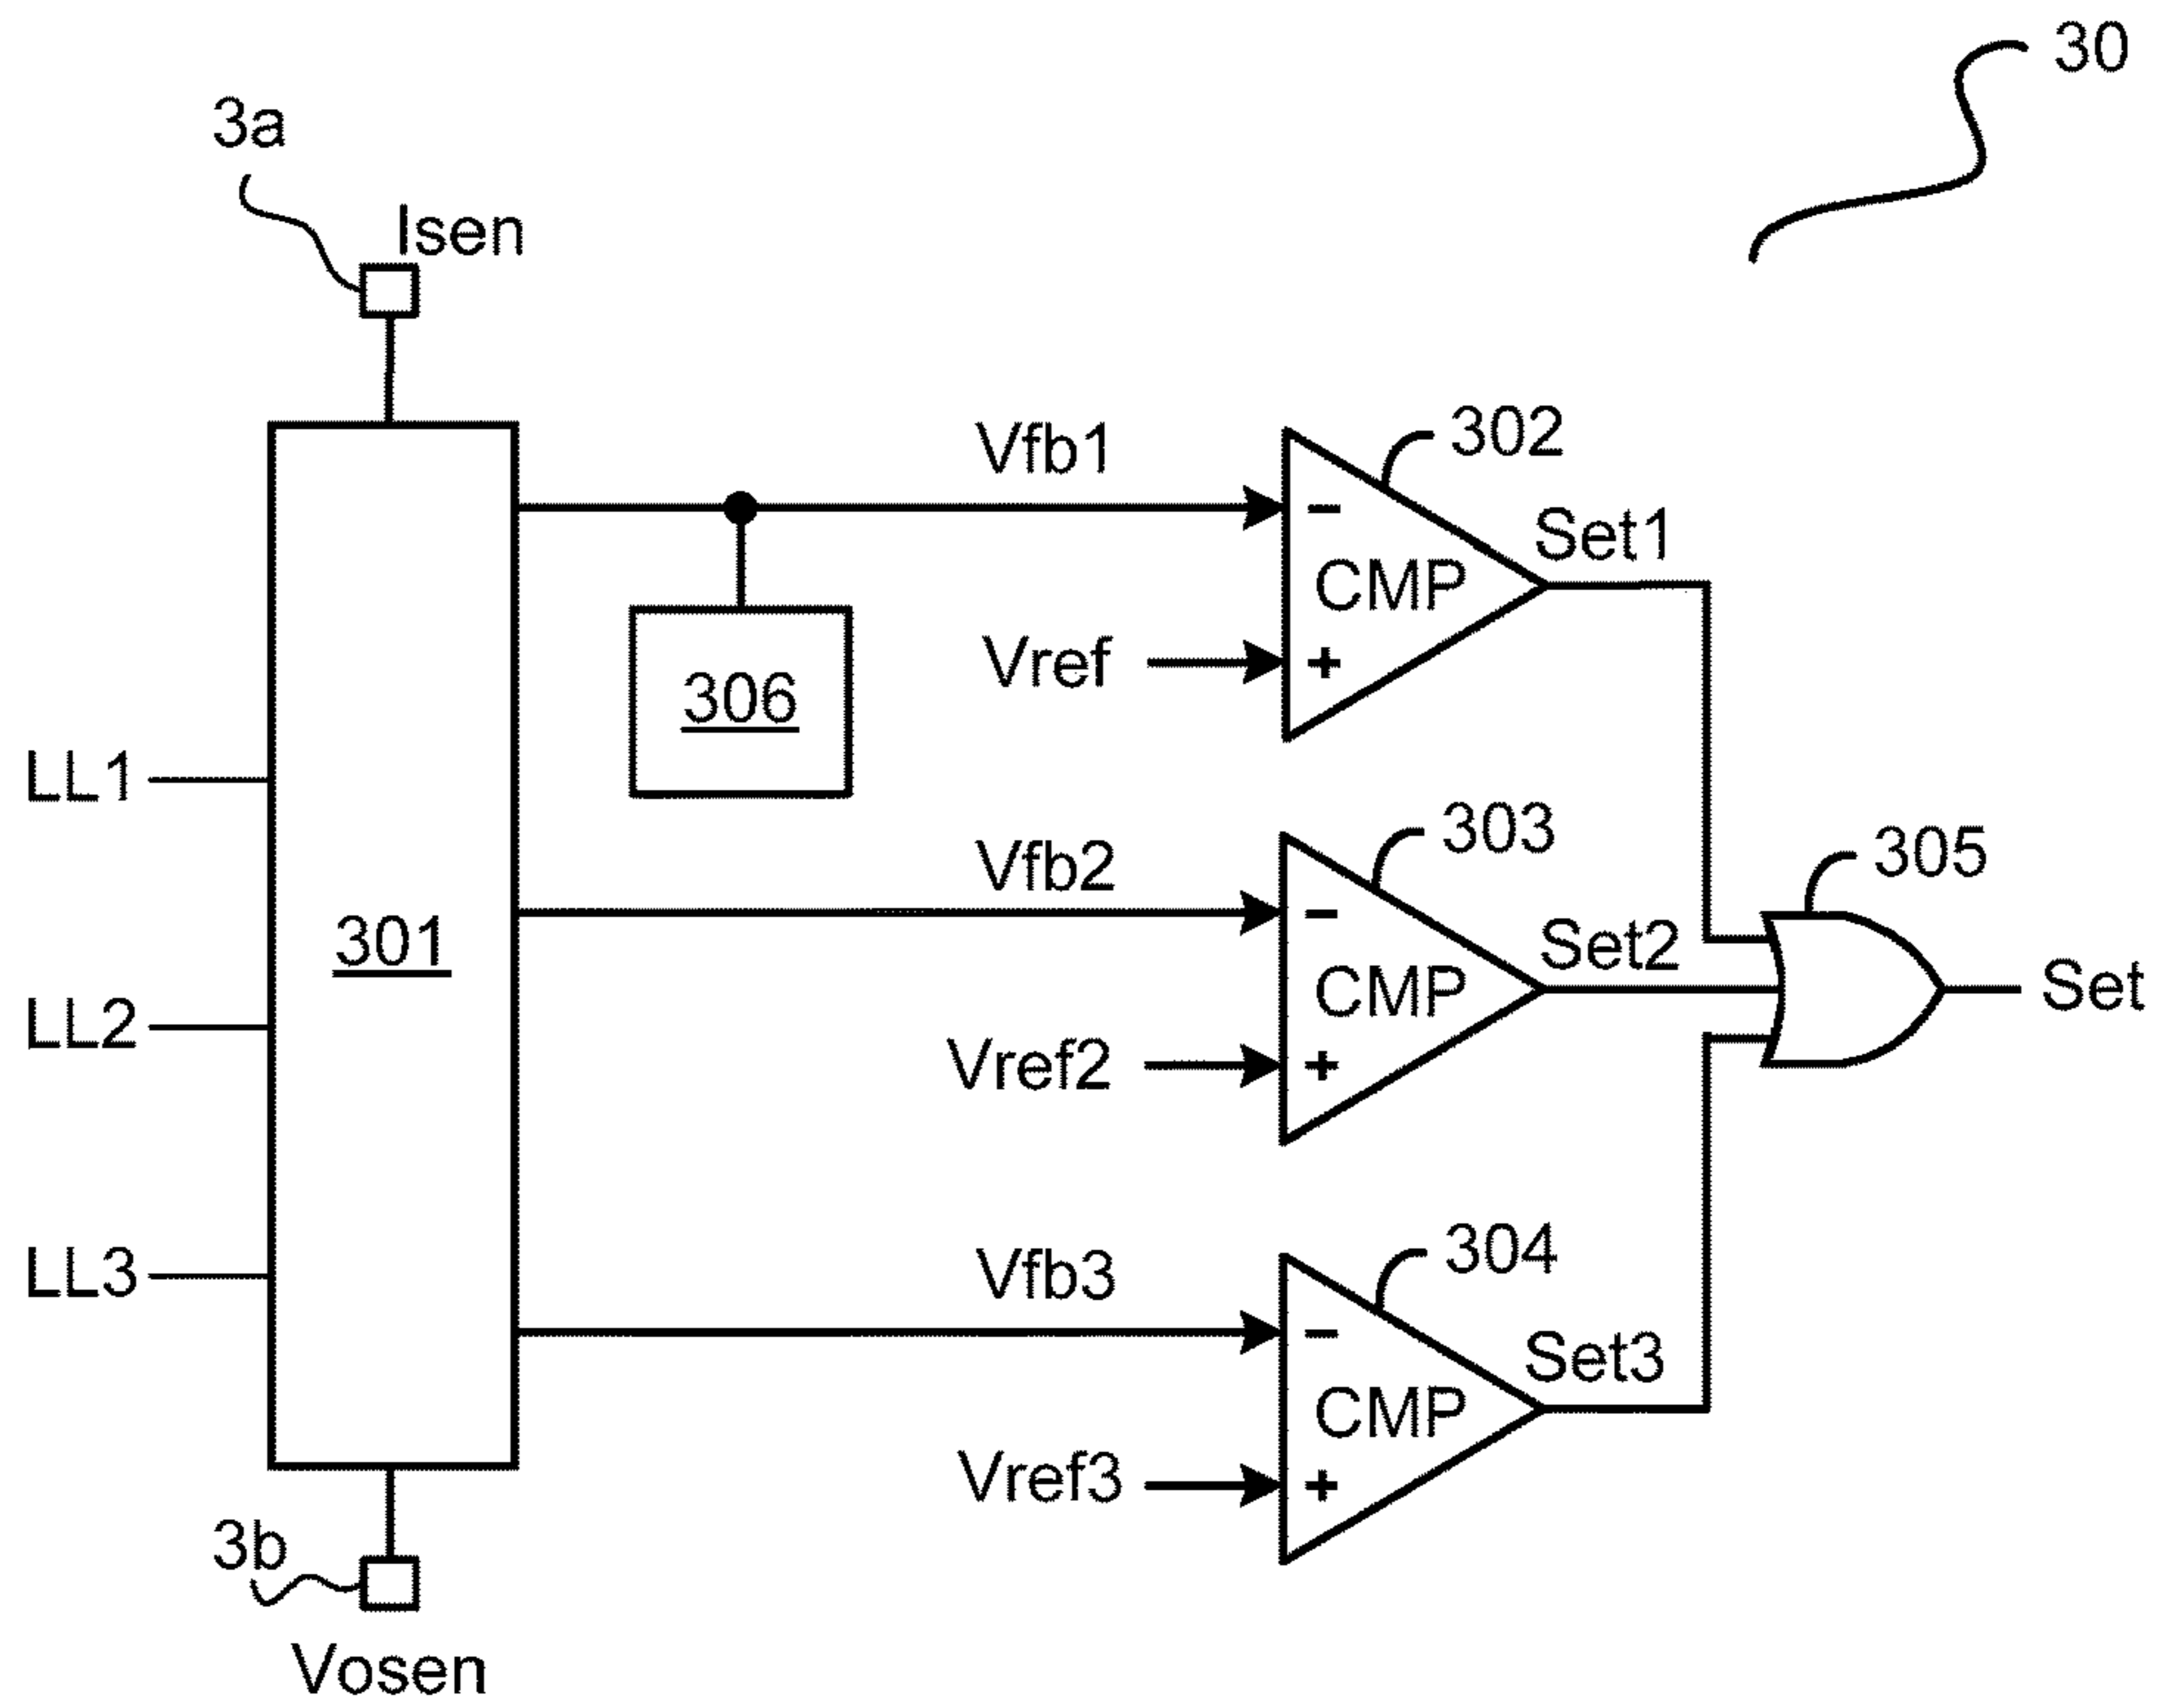 30
3a
Isen
Vfb1
302
Set1
CMP
Vref
306
LL1
Vfb2
303
305
301
Set2
Set
CMP
LL2
Vref2
LL3
Vfb3
304
Set3
CMP
Vref3
3b
Vosen